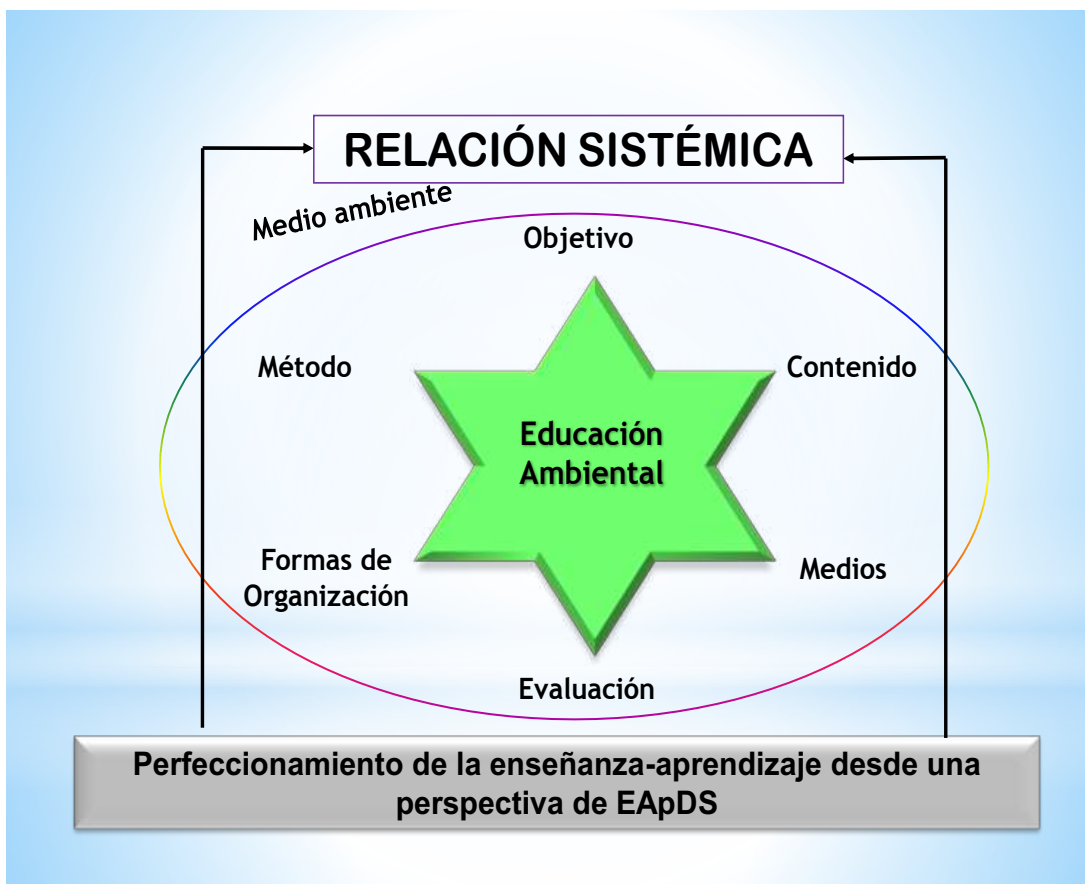 RELACIÓN SISTÉMICA
Medio ambiente
Objetivo
Método
Contenido
Educación
Ambiental
Formas de
Organización
Medios
Evaluación
Perfeccionamiento de la enseñanza-aprendizaje desde una
perspectiva de EApDS